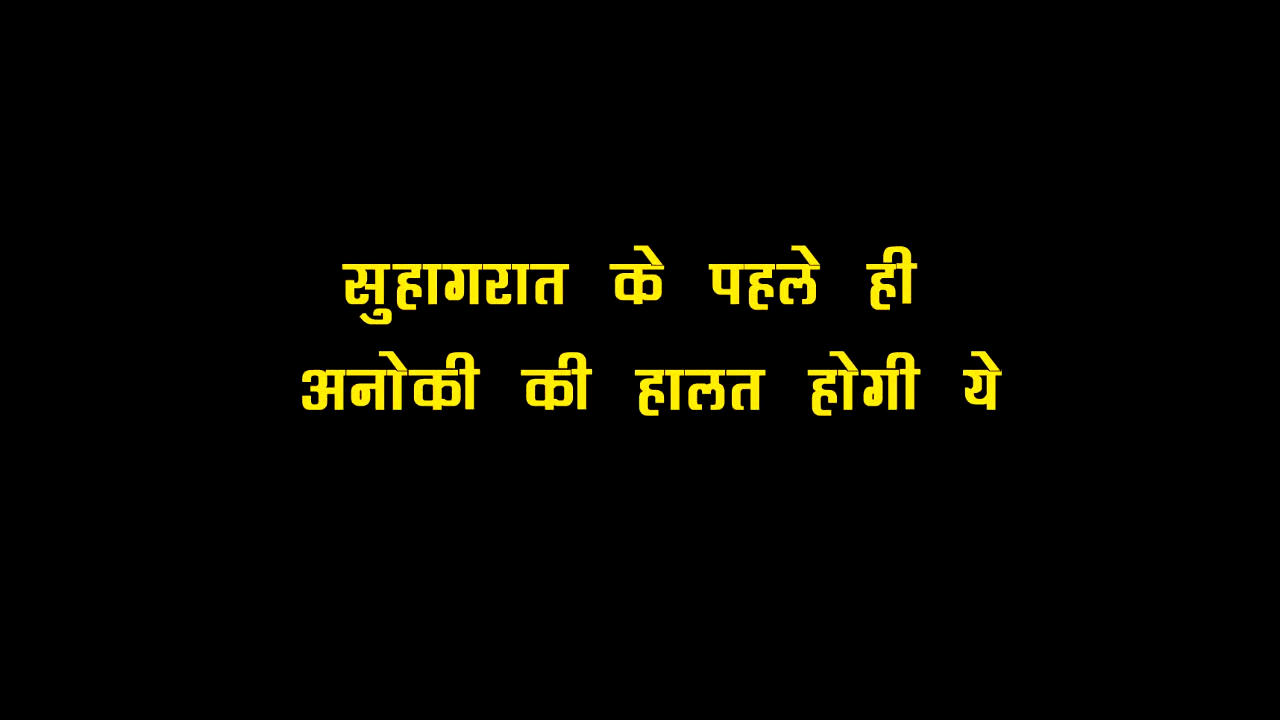 सुहागरात के पहले ही
अनोकी की हालत होगी ये